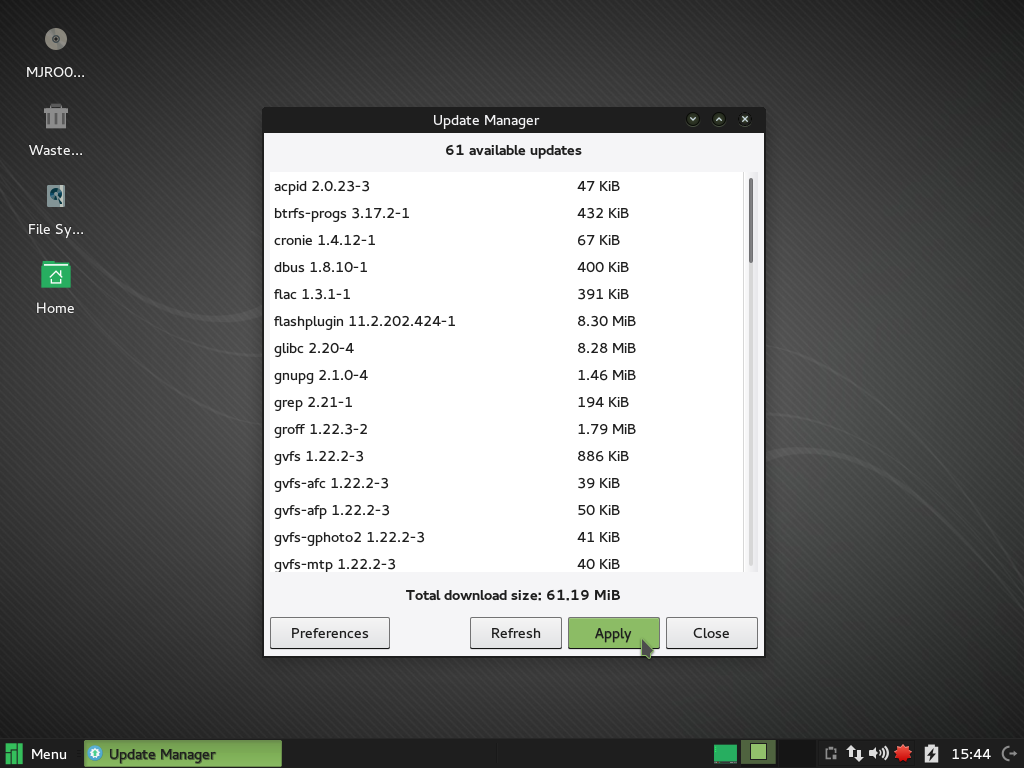 MJRO0...
Waste...
File Sy...
Home
Update Manager
61 available updates
acpid 2.0.23-3 47 KiB
btrfs-progs 3.17.2-1 432 KiB
cronie 1.4.12-1 67 KiB
dbus 1.8.10-1 400 KiB
flac 1.3.1-1 391 KiB
flashplugin 11.2.202.424-1 8.30 MiB
glibc 2.20-4 8.28 MiB
gnupg 2.1.0-4 1.46 MiB
grep 2.21-1 194 KiB
groff 1.22.3-2 1.79 MiB
gvfs 1.22.2-3 886 KiB
gvfs-afc 1.22.2-3 39 KiB
gvfs-afp 1.22.2-3 50 KiB
gvfs-gphoto2 1.22.2-3 41 KiB
gvfs-mtp 1.22.2-3 40 KiB
Total download size: 61.19 MiB
Preferences Refresh Apply Close
Menu Update Manager 15:44